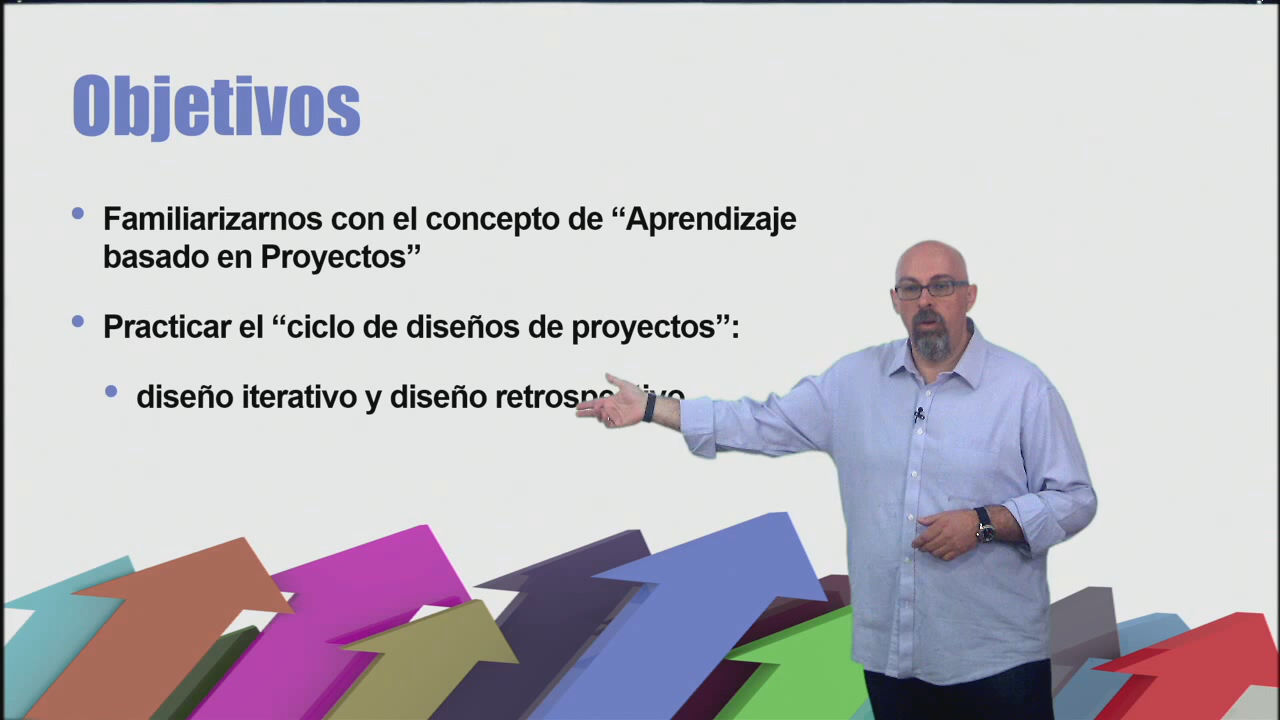 Objetivos
Familiarizarnos con el concepto de “Aprendizaje
basado en Proyectos”
Practicar el “ciclo de diseños de proyectos”:
diseño iterativo y diseño retrospectivo